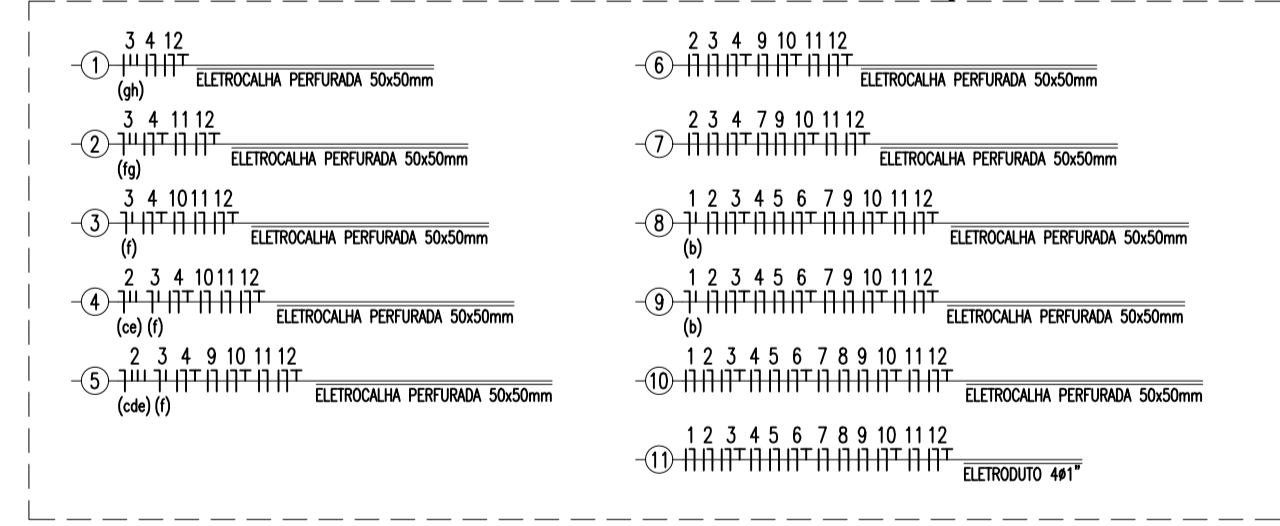 3 4 12
1 ELETROCALHA PERFURADA 50x50mm
(gh)
3 4 11 12
2 ELETROCALHA PERFURADA 50x50mm
(fg)
3 4 10 11 12
3 ELETROCALHA PERFURADA 50x50mm
(f)
2 3 4 10 11 12
4 ELETROCALHA PERFURADA 50x50mm
(ce) (f)
2 3 4 9 10 11 12
5 ELETROCALHA PERFURADA 50x50mm
(cde) (f)
2 3 4 9 10 11 12
6 ELETROCALHA PERFURADA 50x50mm
2 3 4 7 9 10 11 12
7 ELETROCALHA PERFURADA 50x50mm
1 2 3 4 5 6 7 9 10 11 12
8 ELETROCALHA PERFURADA 50x50mm
(b)
1 2 3 4 5 6 7 9 10 11 12
9 ELETROCALHA PERFURADA 50x50mm
(b)
1 2 3 4 5 6 7 8 9 10 11 12
10 ELETROCALHA PERFURADA 50x50mm
1 2 3 4 5 6 7 8 9 10 11 12
11 ELETRODUTO 4ø1"